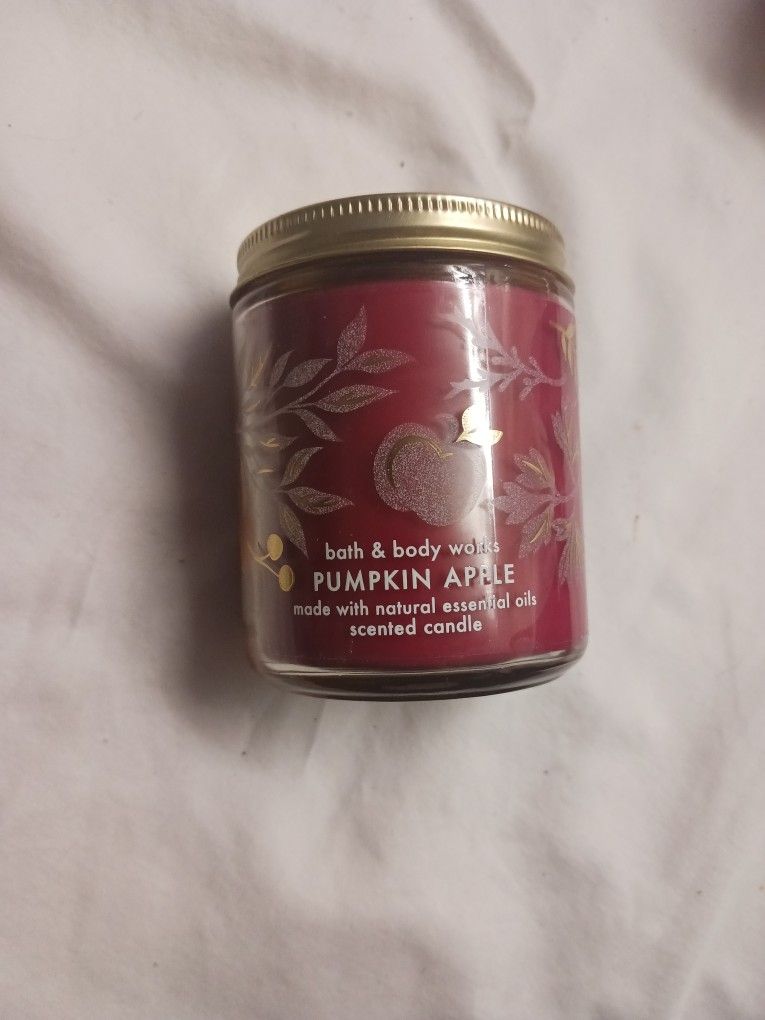 bath & body works
PUMPKIN APPLE
made with natural essential oils
scented candle